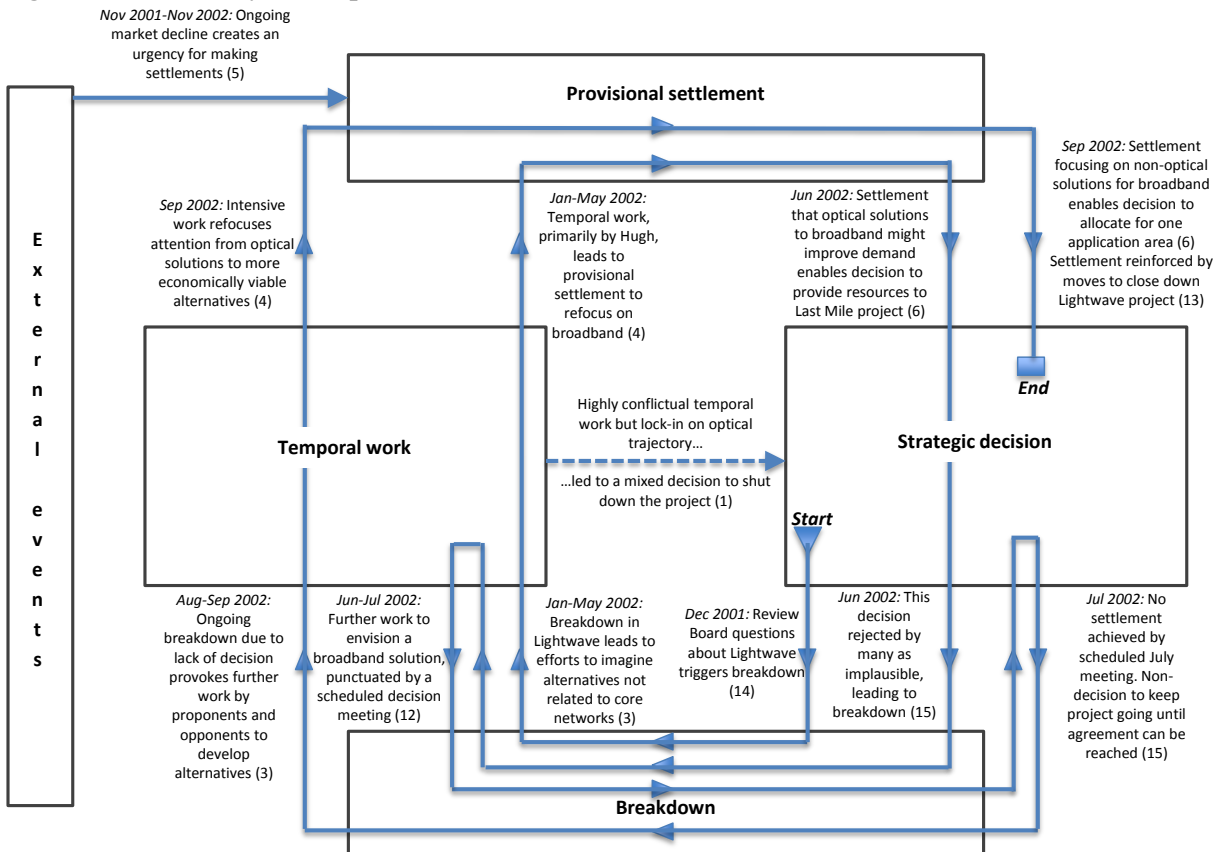 Nov 2001-Nov 2002: Ongoing
market decline creates an
urgency for making
settlements (5)
Provisional settlement
External events
Sep 2002: Intensive
work refocuses
attention from optical
solutions to more
economically viable
alternatives (4)
Jan-May 2002:
Temporal work,
primarily by Hugh,
leads to
provisional
settlement to
refocus on
broadband (4)
Jun 2002: Settlement
that optical solutions
to broadband might
improve demand
enables decision to
provide resources to
Last Mile project (6)
Sep 2002: Settlement
focusing on non-optical
solutions for broadband
enables decision to
allocate for one
application area (6)
Settlement reinforced by
moves to close down
Lightwave project (13)
Temporal work
Highly conflictual temporal
work but lock-in on optical
trajectory…
…led to a mixed decision to shut
down the project (1)
Strategic decision
End
Start
Aug-Sep 2002:
Ongoing
breakdown due to
lack of decision
provokes further
work by
proponents and
opponents to
develop
alternatives (3)
Jun-Jul 2002:
Further work to
envision a
broadband solution,
punctuated by a
scheduled decision
meeting (12)
Jan-May 2002:
Breakdown in
Lightwave leads to
efforts to imagine
alternatives not
related to core
networks (3)
Dec 2001: Review
Board questions
about Lightwave
triggers breakdown
(14)
Jun 2002: This
decision
rejected by
many as
implausible,
leading to
breakdown (15)
Jul 2002: No
settlement
achieved by
scheduled July
meeting. Non-
decision to keep
project going until
agreement can be
reached (15)
Breakdown